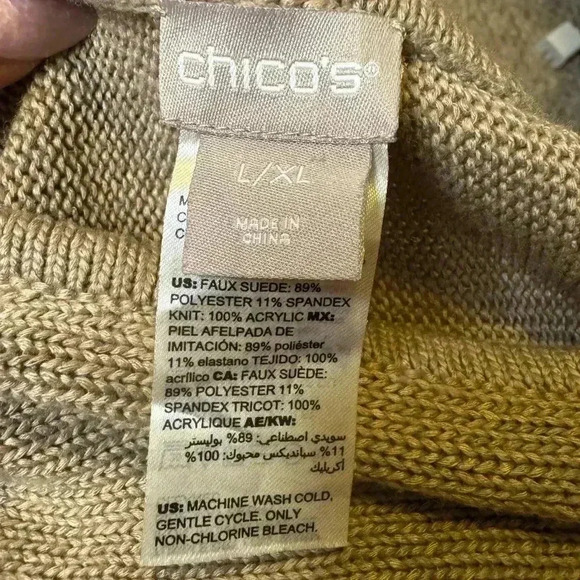 chico's®
L/XL
MADE IN
CHINA
US: FAUX SUEDE: 89%
POLYESTER 11% SPANDEX
KNIT: 100% ACRYLIC MX:
PIEL AFELPADA DE
IMITACIÓN: 89% poliéster
11% elastano TEJIDO: 100%
acrílico CA: FAUX SUÈDE:
89% POLYESTER 11%
SPANDEX TRICOT: 100%
ACRYLIQUE AE/KW:
سويدي اصطناعي: 89% بوليستر
11% سبانديكس محبوك: 100%
أكريليك
US: MACHINE WASH COLD,
GENTLE CYCLE. ONLY
NON-CHLORINE BLEACH.